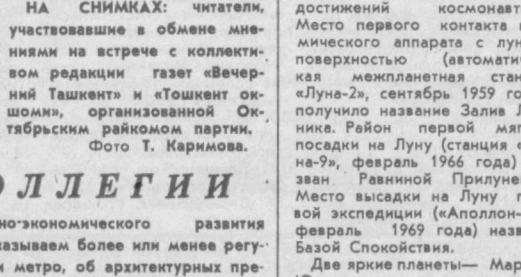 НА СНИМКАХ: читатели,
участвовавшие в обмене мне-
ниями на встрече с коллекти-
вом редакции газет «Вечер-
ний Ташкент» и «Тошкент ок-
шоми», организованной Ок-
тябрьским райкомом партии.
Фото Т. Каримова.
ЛЛЕГИИ
но-экономического развития
казываем более или менее регу-
и метро, об архитектурных пре-
достижений космонавт
Место первого контакта
мического аппарата с лун
поверхностью (автоматич
кая межпланетная стан
«Луна-2», сентябрь 1959 го
получило название Залив Л
ника. Район первой мяг
посадки на Луну (станция «
на-9», февраль 1966 года)
зван Равниной Прилуне
Место высадки на Луну
вой экспедиции («Аполлон-
февраль 1969 года) назв
Базой Спокойствия.
Две яркие планеты— Мар